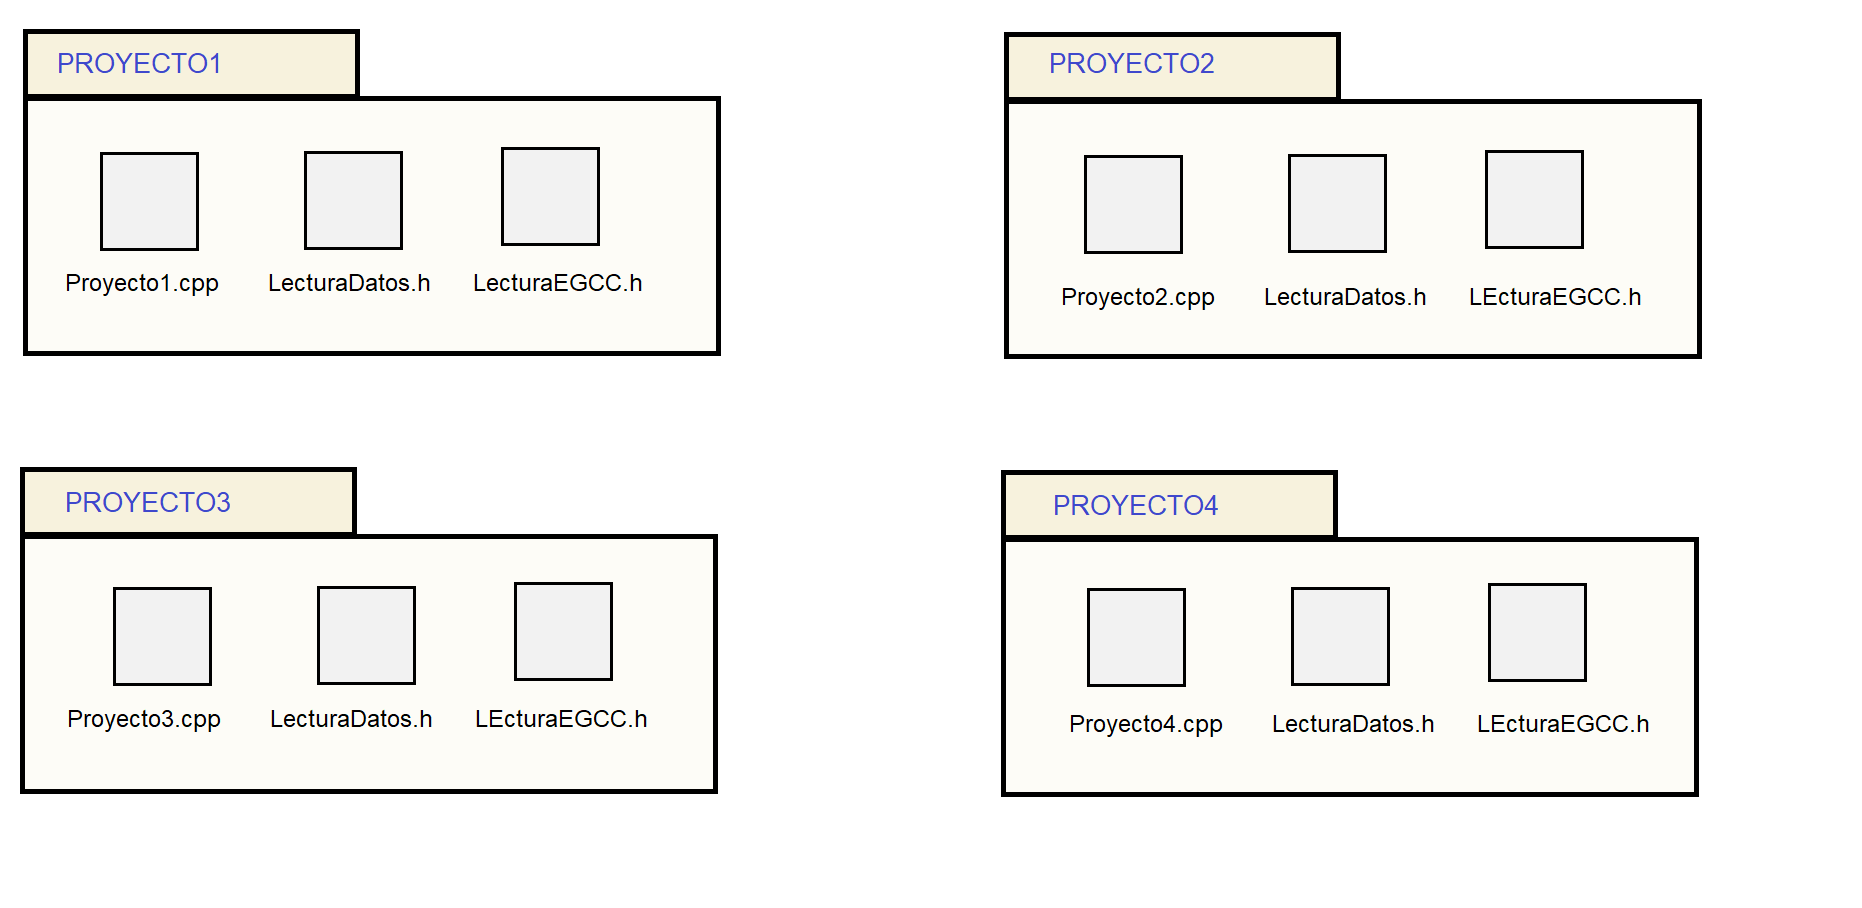 PROYECTO1
Proyecto1.cpp LecturaDatos.h LecturaEGCC.h
PROYECTO2
Proyecto2.cpp LecturaDatos.h LEcturaEGCC.h
PROYECTO3
Proyecto3.cpp LecturaDatos.h LEcturaEGCC.h
PROYECTO4
Proyecto4.cpp LecturaDatos.h LEcturaEGCC.h